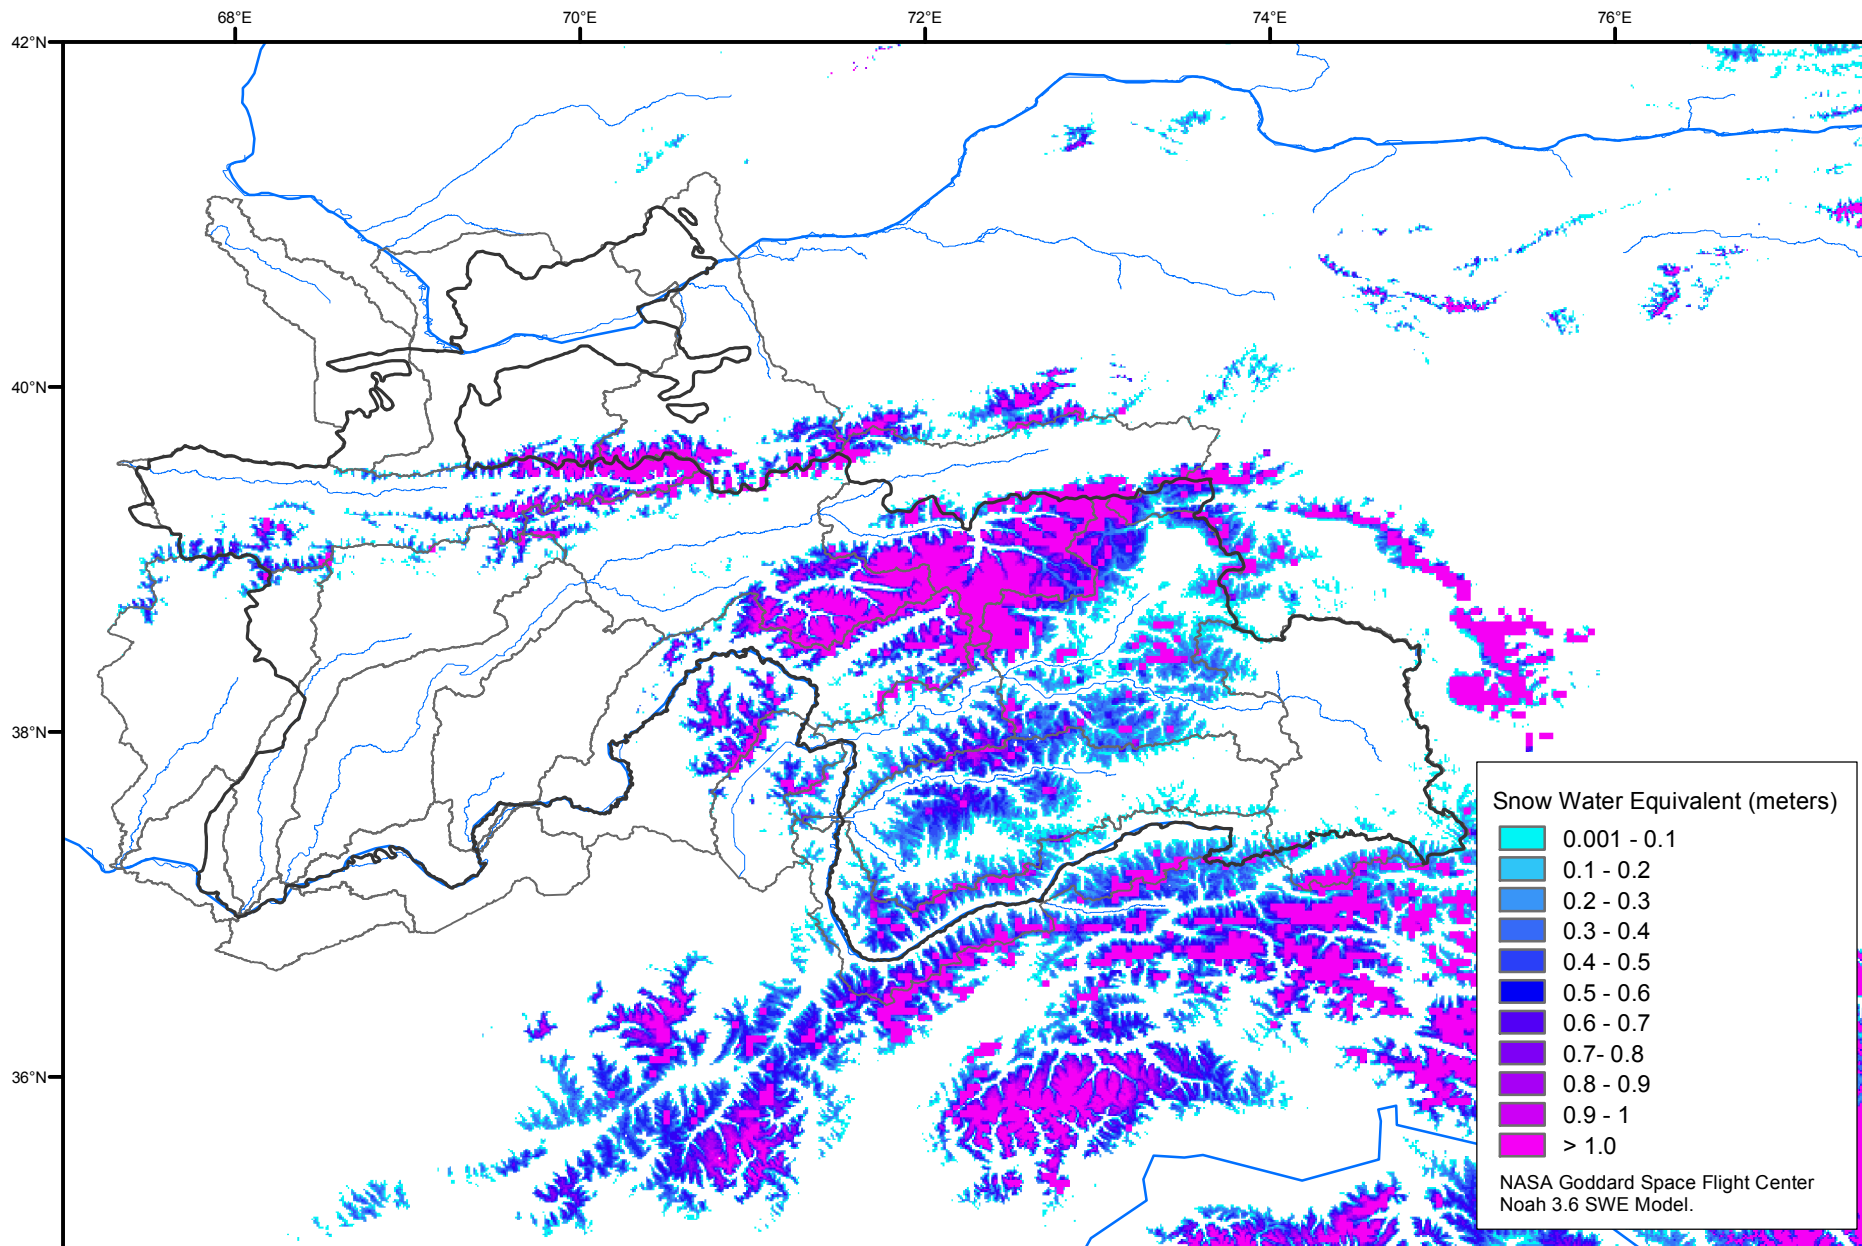 68°E 70°E 72°E 74°E 76°E
42°N
40°N
38°N
36°N
Snow Water Equivalent (meters)
0.001 - 0.1
0.1 - 0.2
0.2 - 0.3
0.3 - 0.4
0.4 - 0.5
0.5 - 0.6
0.6 - 0.7
0.7- 0.8
0.8 - 0.9
0.9 - 1
> 1.0
NASA Goddard Space Flight Center
Noah 3.6 SWE Model.